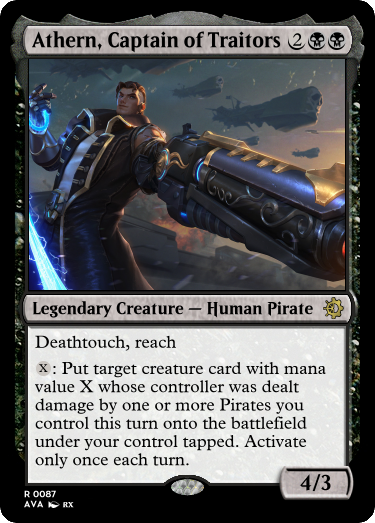 Athern, Captain of Traitors 2
Legendary Creature — Human Pirate
Deathtouch, reach
X: Put target creature card with mana
value X whose controller was dealt
damage by one or more Pirates you
control this turn onto the battlefield
under your control tapped. Activate
only once each turn.
4/3
R 0087
AVA RX